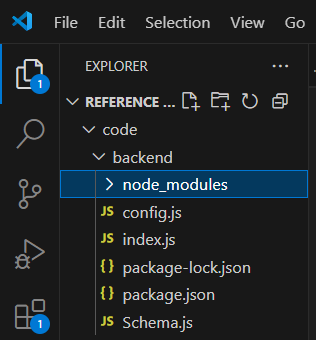 File Edit Selection View Go
EXPLORER ...
REFERENCE ...
1
code
backend
node_modules
JS config.js
JS index.js
{} package-lock.json
{} package.json
JS Schema.js
1